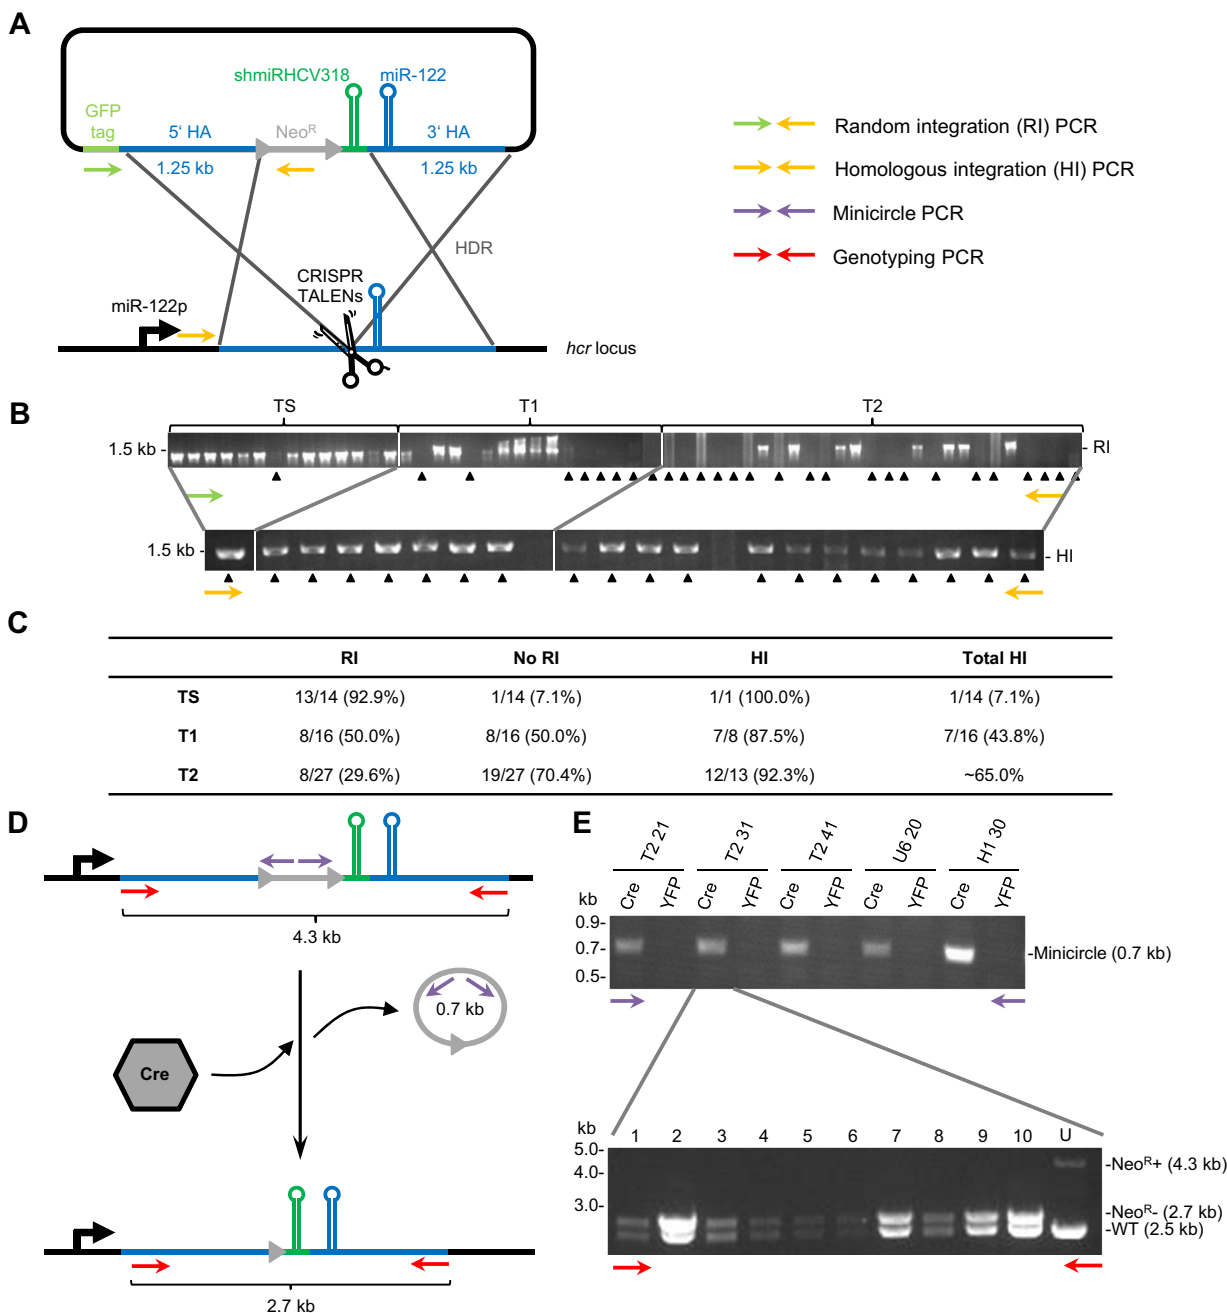 A
shmiRHCV318
miR-122
GFP
tag
5' HA
Neo^R
3' HA
1.25 kb
1.25 kb
Random integration (RI) PCR
Homologous integration (HI) PCR
Minicircle PCR
Genotyping PCR
HDR
CRISPR
TALENs
miR-122p
hcr locus
B
TS
T1
T2
1.5 kb -
- RI
1.5 kb -
- HI
C
RI No RI HI Total HI
TS 13/14 (92.9%) 1/14 (7.1%) 1/1 (100.0%) 1/14 (7.1%)
T1 8/16 (50.0%) 8/16 (50.0%) 7/8 (87.5%) 7/16 (43.8%)
T2 8/27 (29.6%) 19/27 (70.4%) 12/13 (92.3%) ~65.0%
D
4.3 kb
0.7 kb
Cre
2.7 kb
E
T2 21
T2 31
T2 41
U6 20
H1 30
Cre YFP Cre YFP Cre YFP Cre YFP Cre YFP
kb
0.9-
0.7-
0.5-
-Minicircle (0.7 kb)
kb
1 2 3 4 5 6 7 8 9 10 U
5.0-
4.0-
3.0-
-Neo^R+ (4.3 kb)
-Neo^R- (2.7 kb)
-WT (2.5 kb)